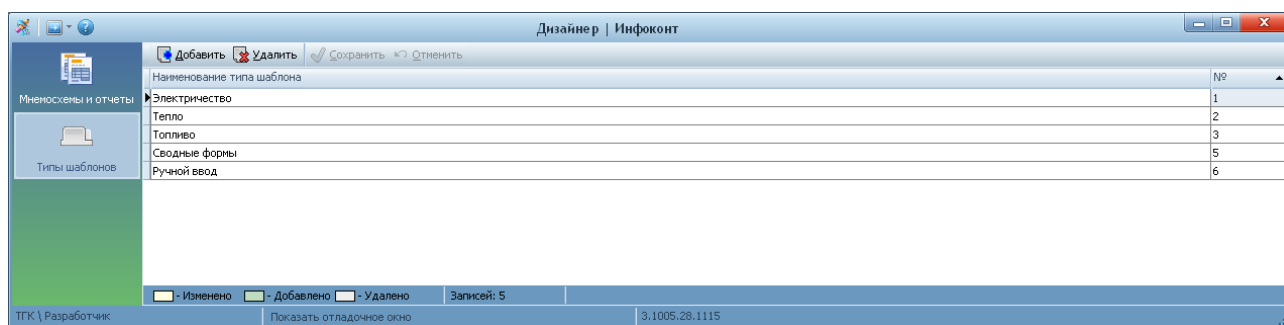 Дизайнер | Инфоконт
Добавить Удалить Сохранить Отменить
Мнемосхемы и отчеты
Типы шаблонов
Наименование типа шаблона №
Электричество 1
Тепло 2
Топливо 3
Сводные формы 5
Ручной ввод 6
- Изменено - Добавлено - Удалено Записей: 5
ТГК \ Разработчик Показать отладочное окно 3.1005.28.1115